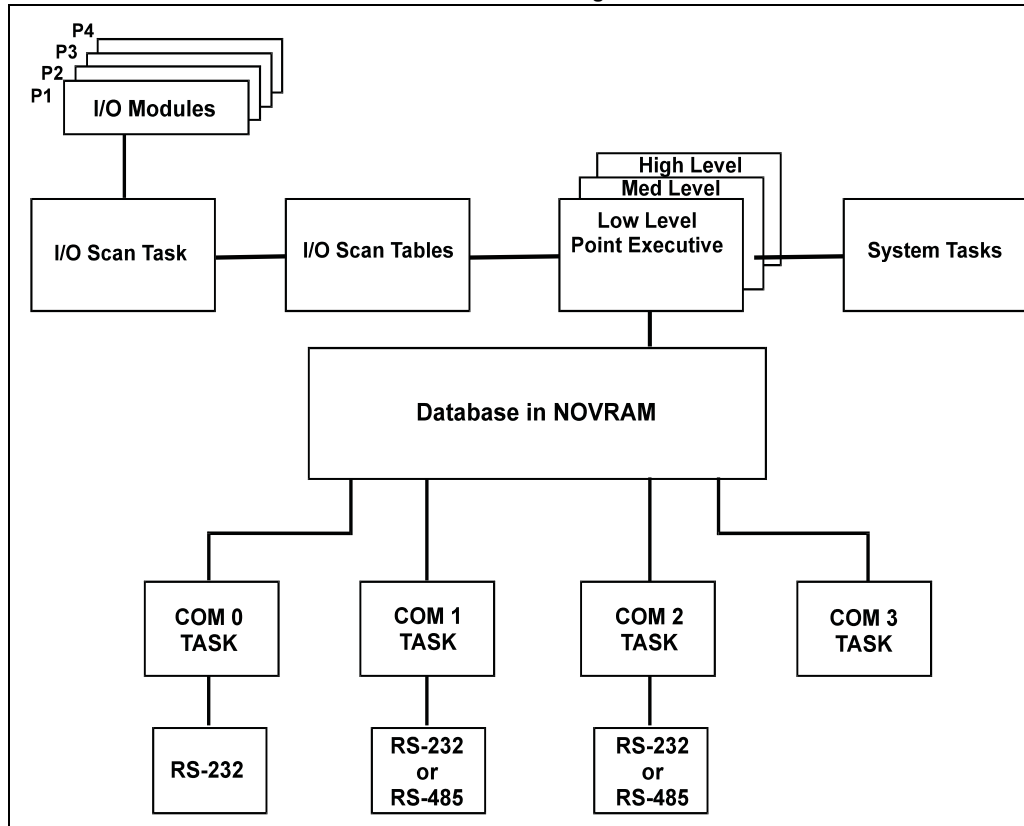 P4
P3
P2
P1
I/O Modules
High Level
Med Level
Low Level
Point Executive
I/O Scan Task
I/O Scan Tables
System Tasks
Database in NOVRAM
COM 0
TASK
COM 1
TASK
COM 2
TASK
COM 3
TASK
RS-232
RS-232
or
RS-485
RS-232
or
RS-485